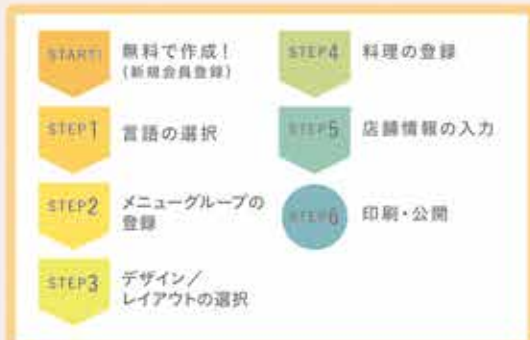 START!
無料で作成！
(新規会員登録)
STEP1
言語の選択
STEP2
メニューグループの
登録
STEP3
デザイン／
レイアウトの選択
STEP4
料理の登録
STEP5
店舗情報の入力
STEP6
印刷・公開